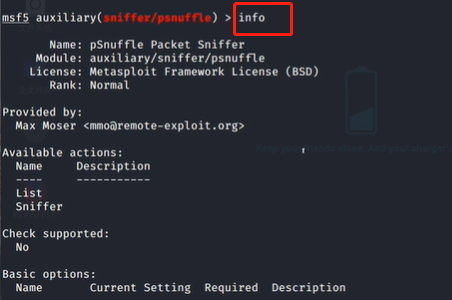 msf5 auxiliary(sniffer/psnuffle) > info
Name: pSnuffle Packet Sniffer
Module: auxiliary/sniffer/psnuffle
License: Metasploit Framework License (BSD)
Rank: Normal
Provided by:
Max Moser <mmo@remote-exploit.org>
Available actions:
Name Description
---- -----------
List
Sniffer
Check supported:
No
Basic options:
Name Current Setting Required Description